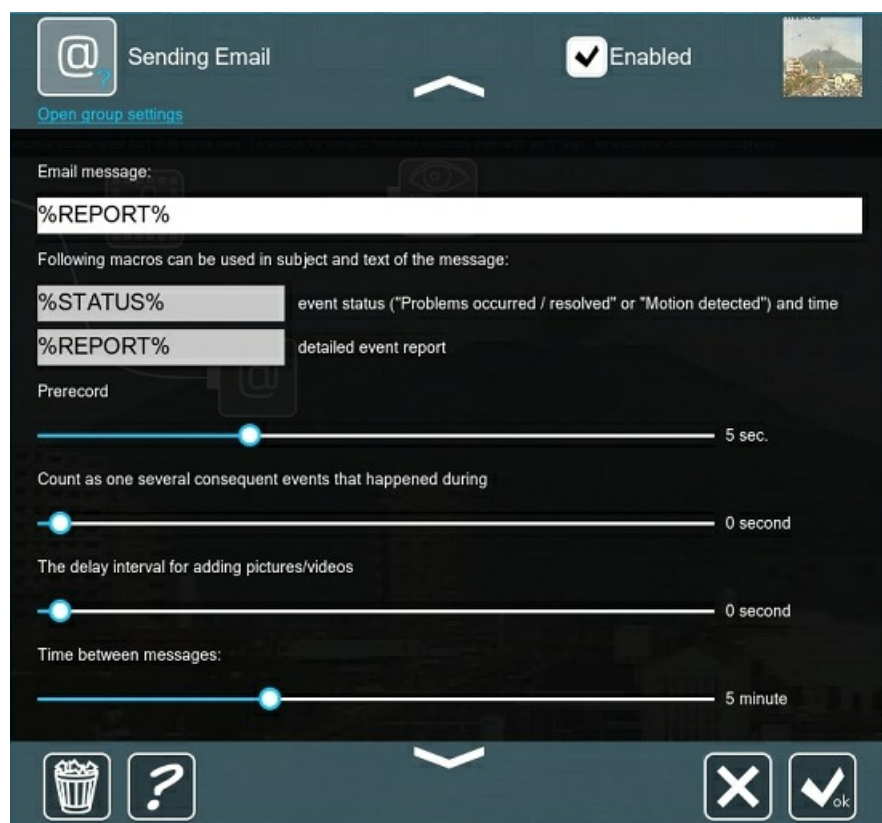 @
?
Sending Email
Enabled
Open group settings
Email message:
%REPORT%
Following macros can be used in subject and text of the message:
%STATUS%
event status ("Problems occurred / resolved" or "Motion detected") and time
%REPORT%
detailed event report
Prerecord
5 sec.
Count as one several consequent events that happened during
0 second
The delay interval for adding pictures/videos
0 second
Time between messages:
5 minute
?
ok